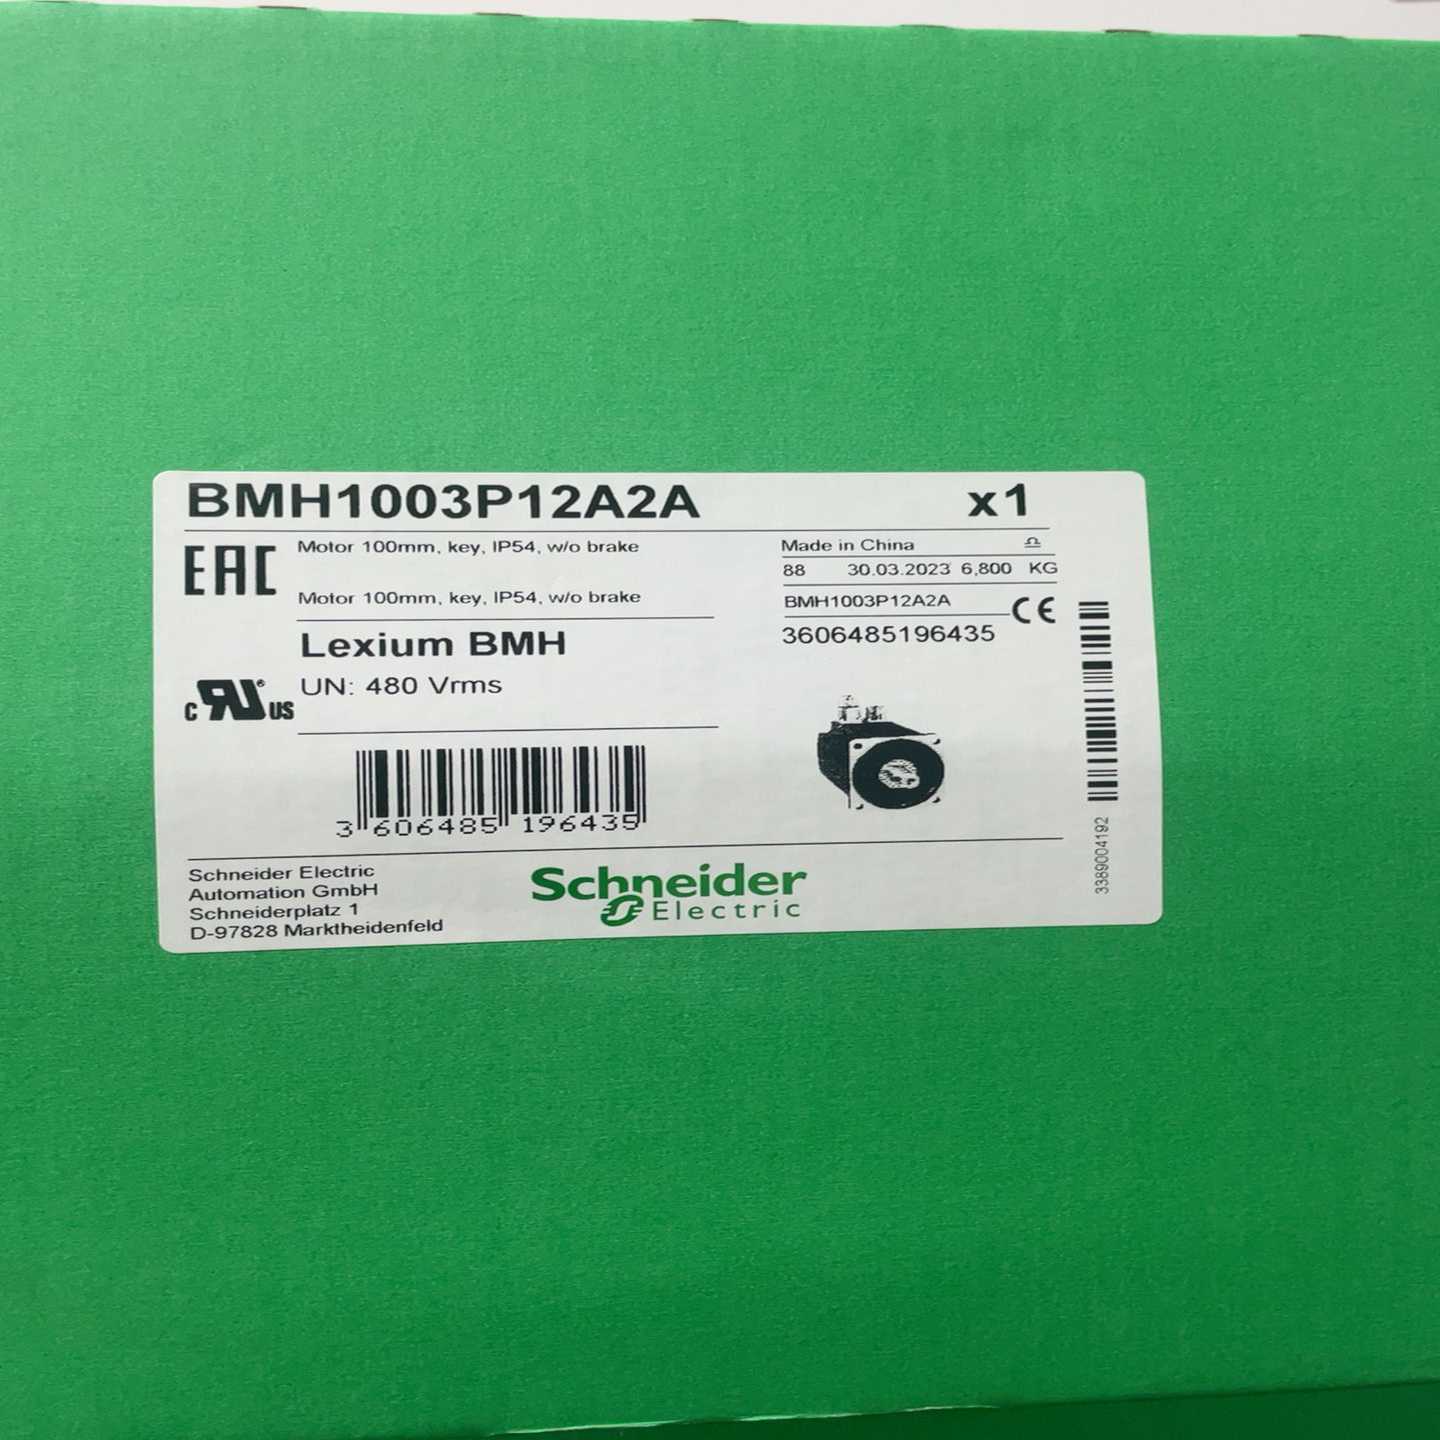 BMH1003P12A2A x1
EAC Motor 100mm, key, IP54, w/o brake
Made in China
88 30.03.2023 6,800 KG
Motor 100mm, key, IP54, w/o brake
BMH1003P12A2A
CE
Lexium BMH
3606485196435
UN: 480 Vrms
c RU ® US
3 606485 196435
3389004192
Schneider Electric
Automation GmbH
Schneiderplatz 1
D-97828 Marktheidenfeld
Schneider
Electric